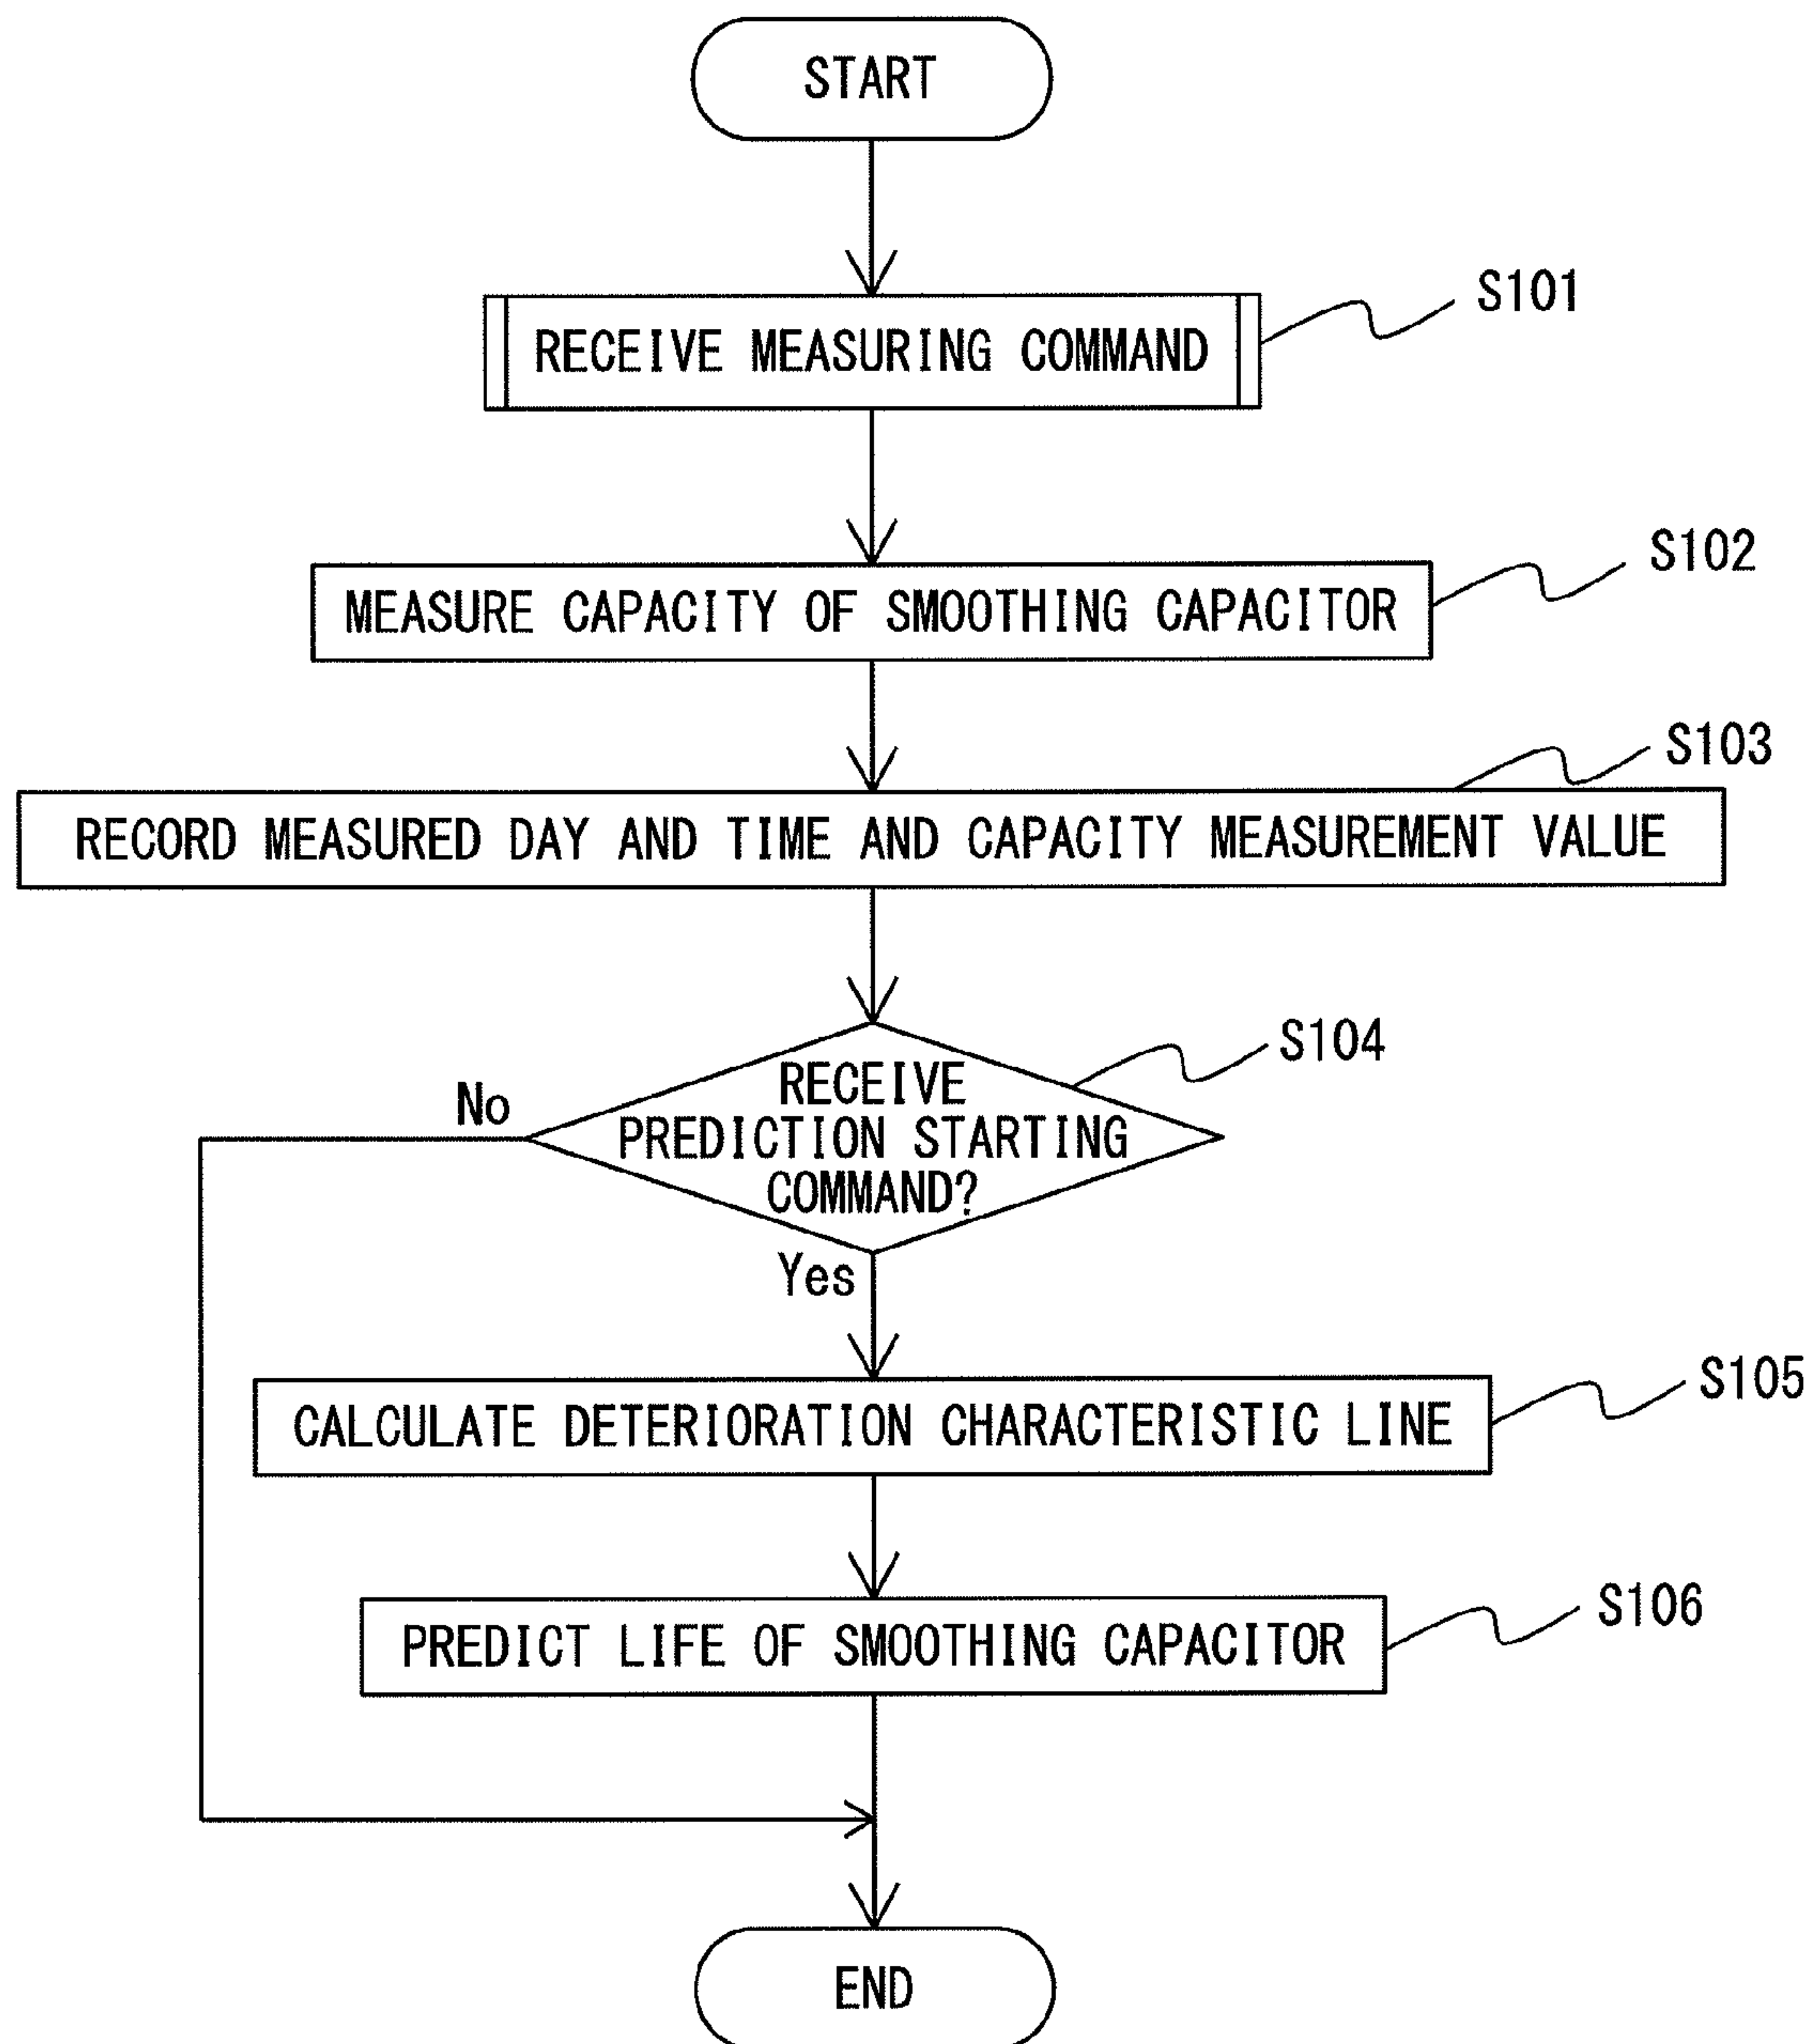 START
RECEIVE MEASURING COMMAND
S101
MEASURE CAPACITY OF SMOOTHING CAPACITOR
S102
RECORD MEASURED DAY AND TIME AND CAPACITY MEASUREMENT VALUE
S103
RECEIVE
PREDICTION STARTING
COMMAND?
S104
No
Yes
CALCULATE DETERIORATION CHARACTERISTIC LINE
S105
PREDICT LIFE OF SMOOTHING CAPACITOR
S106
END